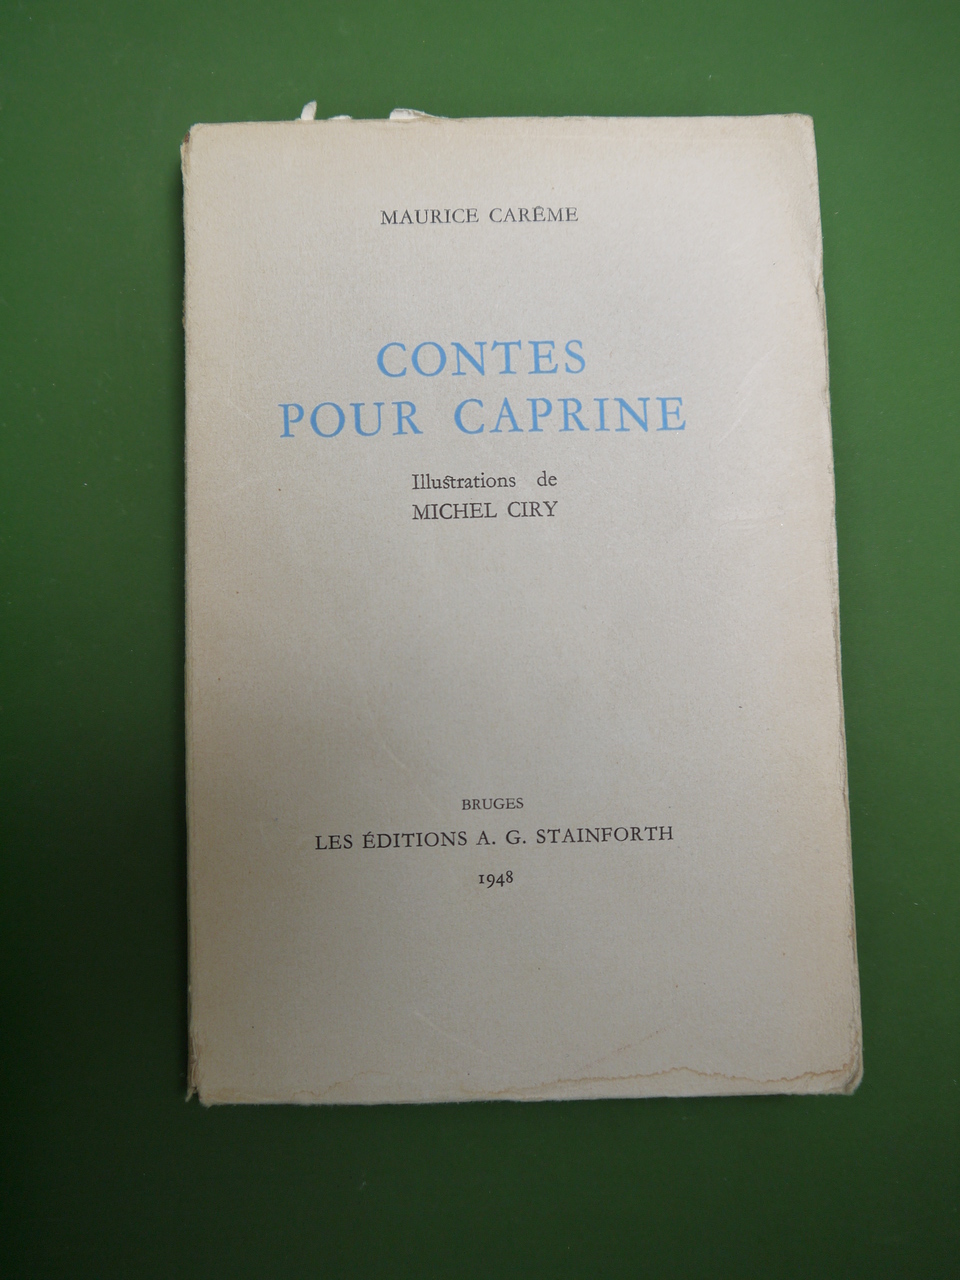 MAURICE CARÊME
CONTES
POUR CAPRINE
Illustrations de
MICHEL CIRY
BRUGES
LES ÉDITIONS A. G. STAINFORTH
1948